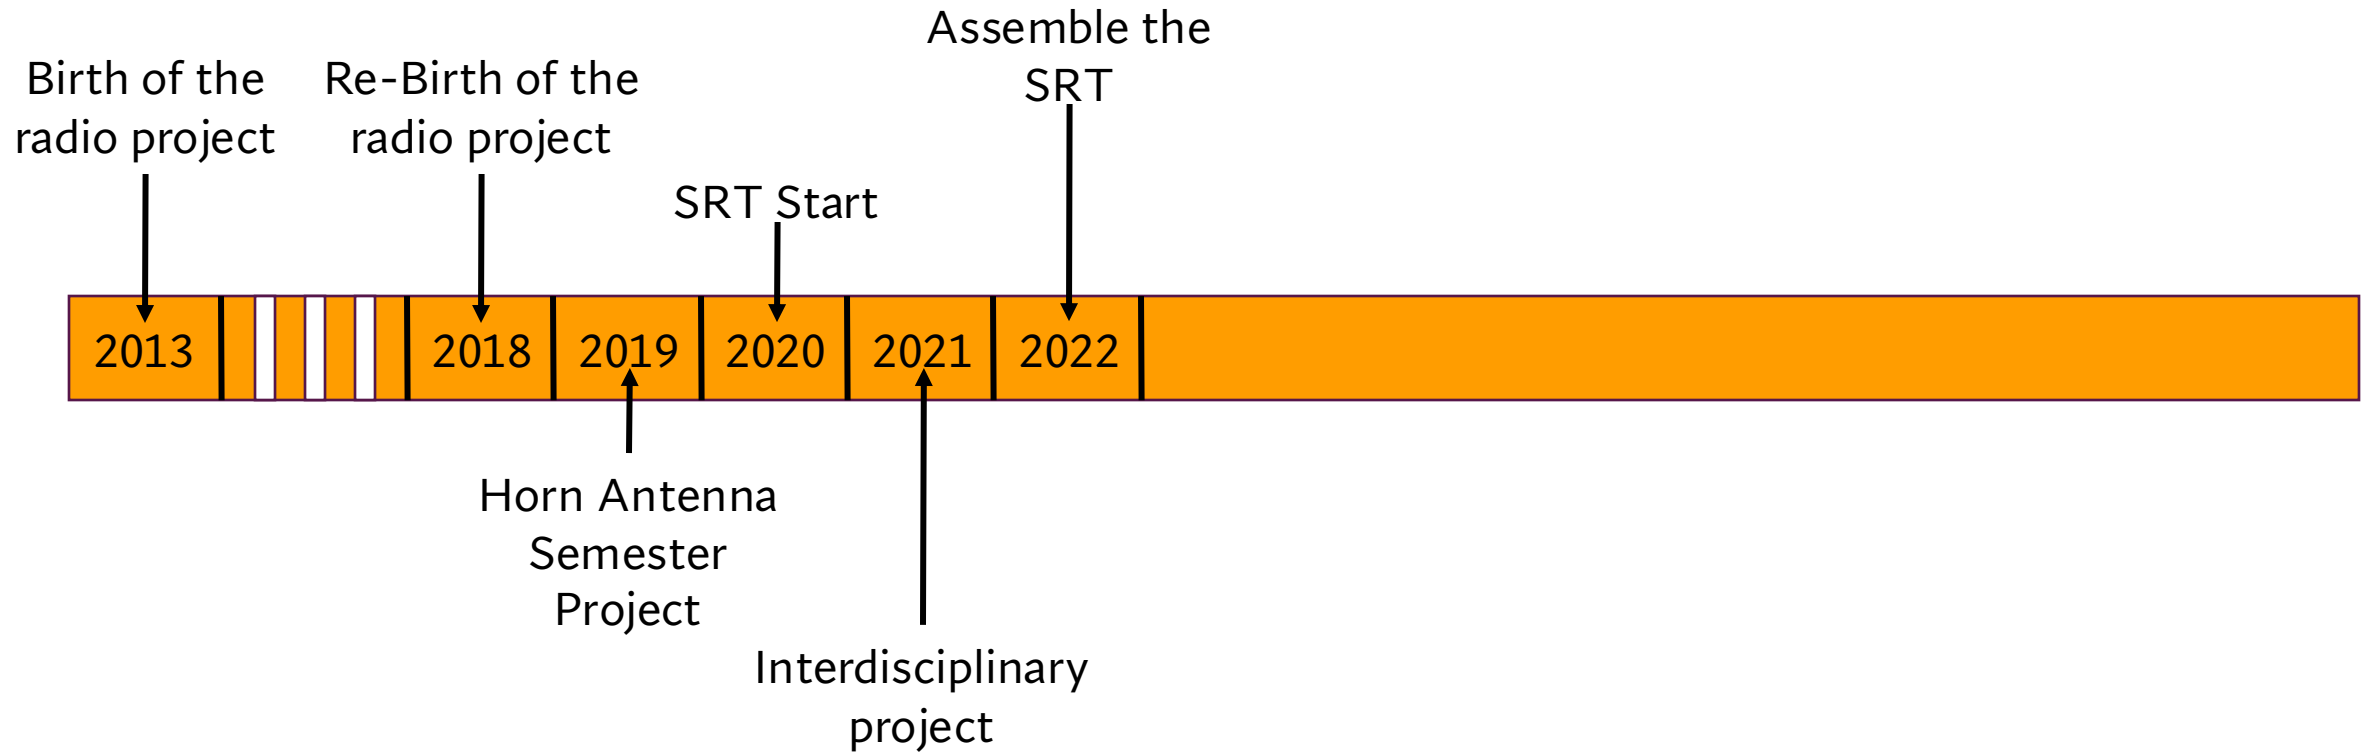 Assemble the
SRT
Birth of the
radio project
Re-Birth of the
radio project
SRT Start
2013
2018
2019
2020
2021
2022
Horn Antenna
Semester
Project
Interdisciplinary
project